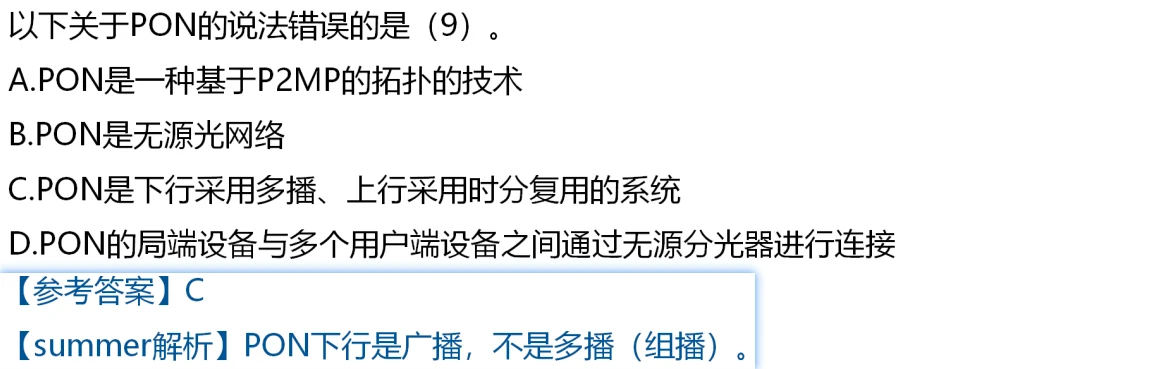 以下关于PON的说法错误的是（9）。
A.PON是一种基于P2MP的拓扑的技术
B.PON是无源光网络
C.PON是下行采用多播、上行采用时分复用的系统
D.PON的局端设备与多个用户端设备之间通过无源分光器进行连接
【参考答案】C
【summer解析】PON下行是广播，不是多播（组播）。